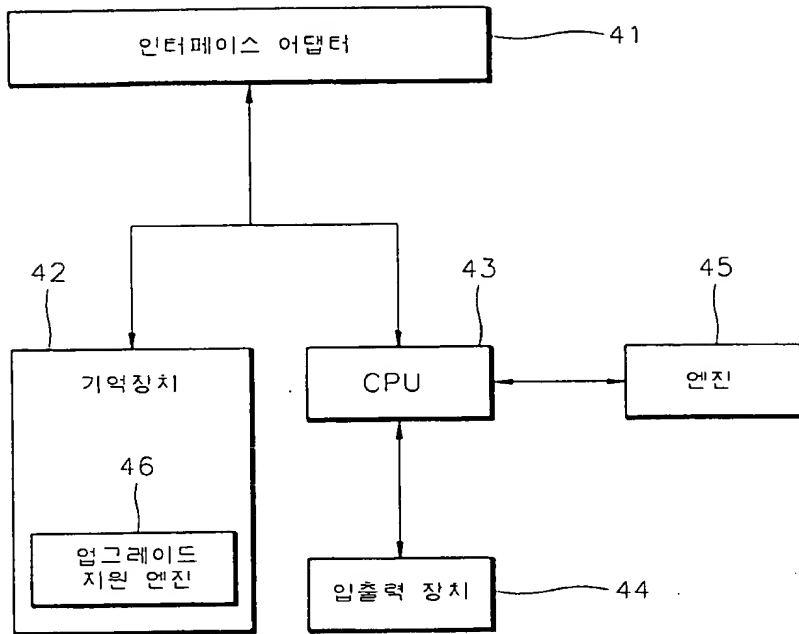 인터페이스 어댑터
41
42
43
45
기억장치
CPU
엔진
46
업그레이드
지원 엔진
입출력 장치
44